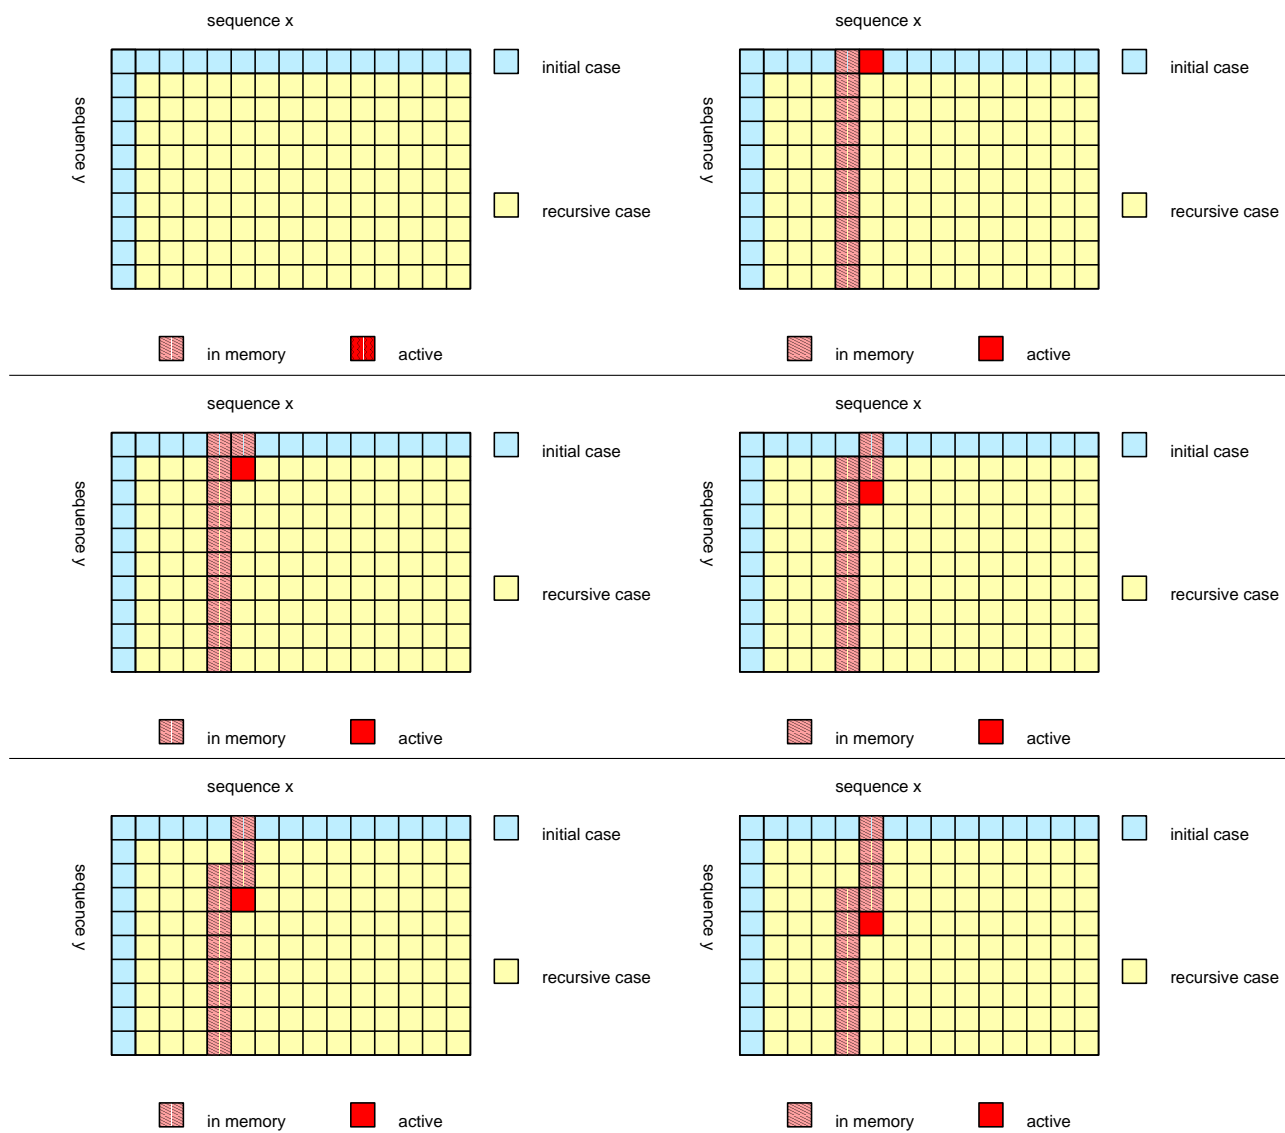 sequence x
initial case
sequence y
recursive case
in memory
active
sequence x
initial case
sequence y
recursive case
in memory
active
sequence x
initial case
sequence y
recursive case
in memory
active
sequence x
initial case
sequence y
recursive case
in memory
active
sequence x
initial case
sequence y
recursive case
in memory
active
sequence x
initial case
sequence y
recursive case
in memory
active